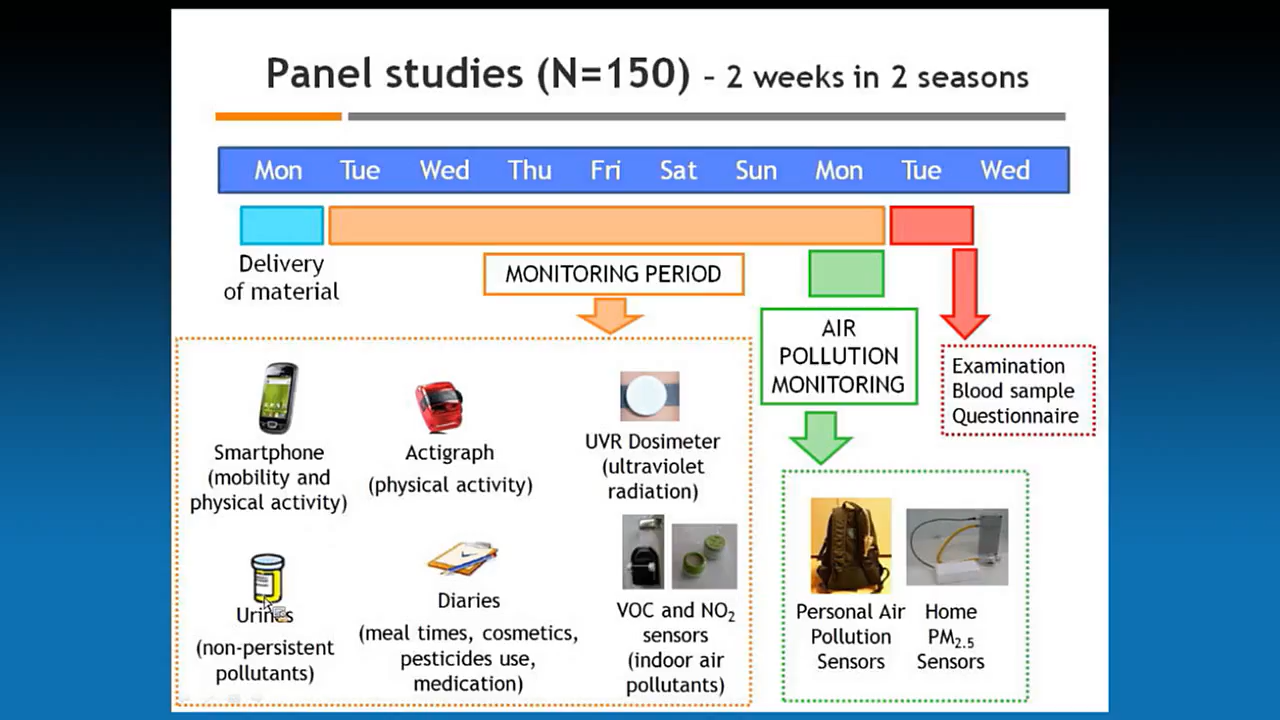 Panel studies (N=150) – 2 weeks in 2 seasons
Mon Tue Wed Thu Fri Sat Sun Mon Tue Wed
Delivery
of material
MONITORING PERIOD
AIR
POLLUTION
MONITORING
Examination
Blood sample
Questionnaire
Smartphone
(mobility and
physical activity)
Actigraph
(physical activity)
UVR Dosimeter
(ultraviolet
radiation)
Urines
(non-persistent
pollutants)
Diaries
(meal times, cosmetics,
pesticides use,
medication)
VOC and NO₂
sensors
(indoor air
pollutants)
Personal Air
Pollution
Sensors
Home
PM₂.₅
Sensors